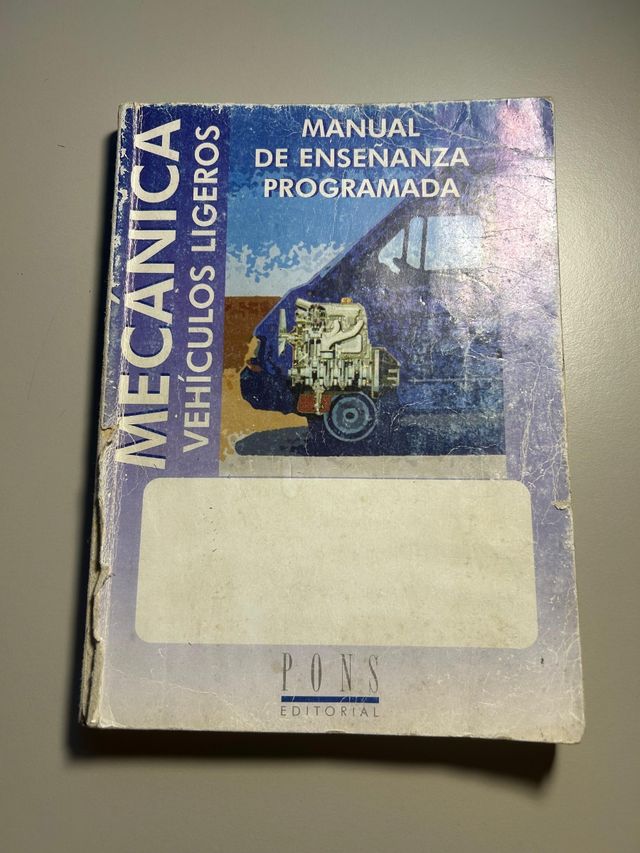 MECÁNICA
VEHÍCULOS LIGEROS
MANUAL
DE ENSEÑANZA
PROGRAMADA
PONS
EDITORIAL